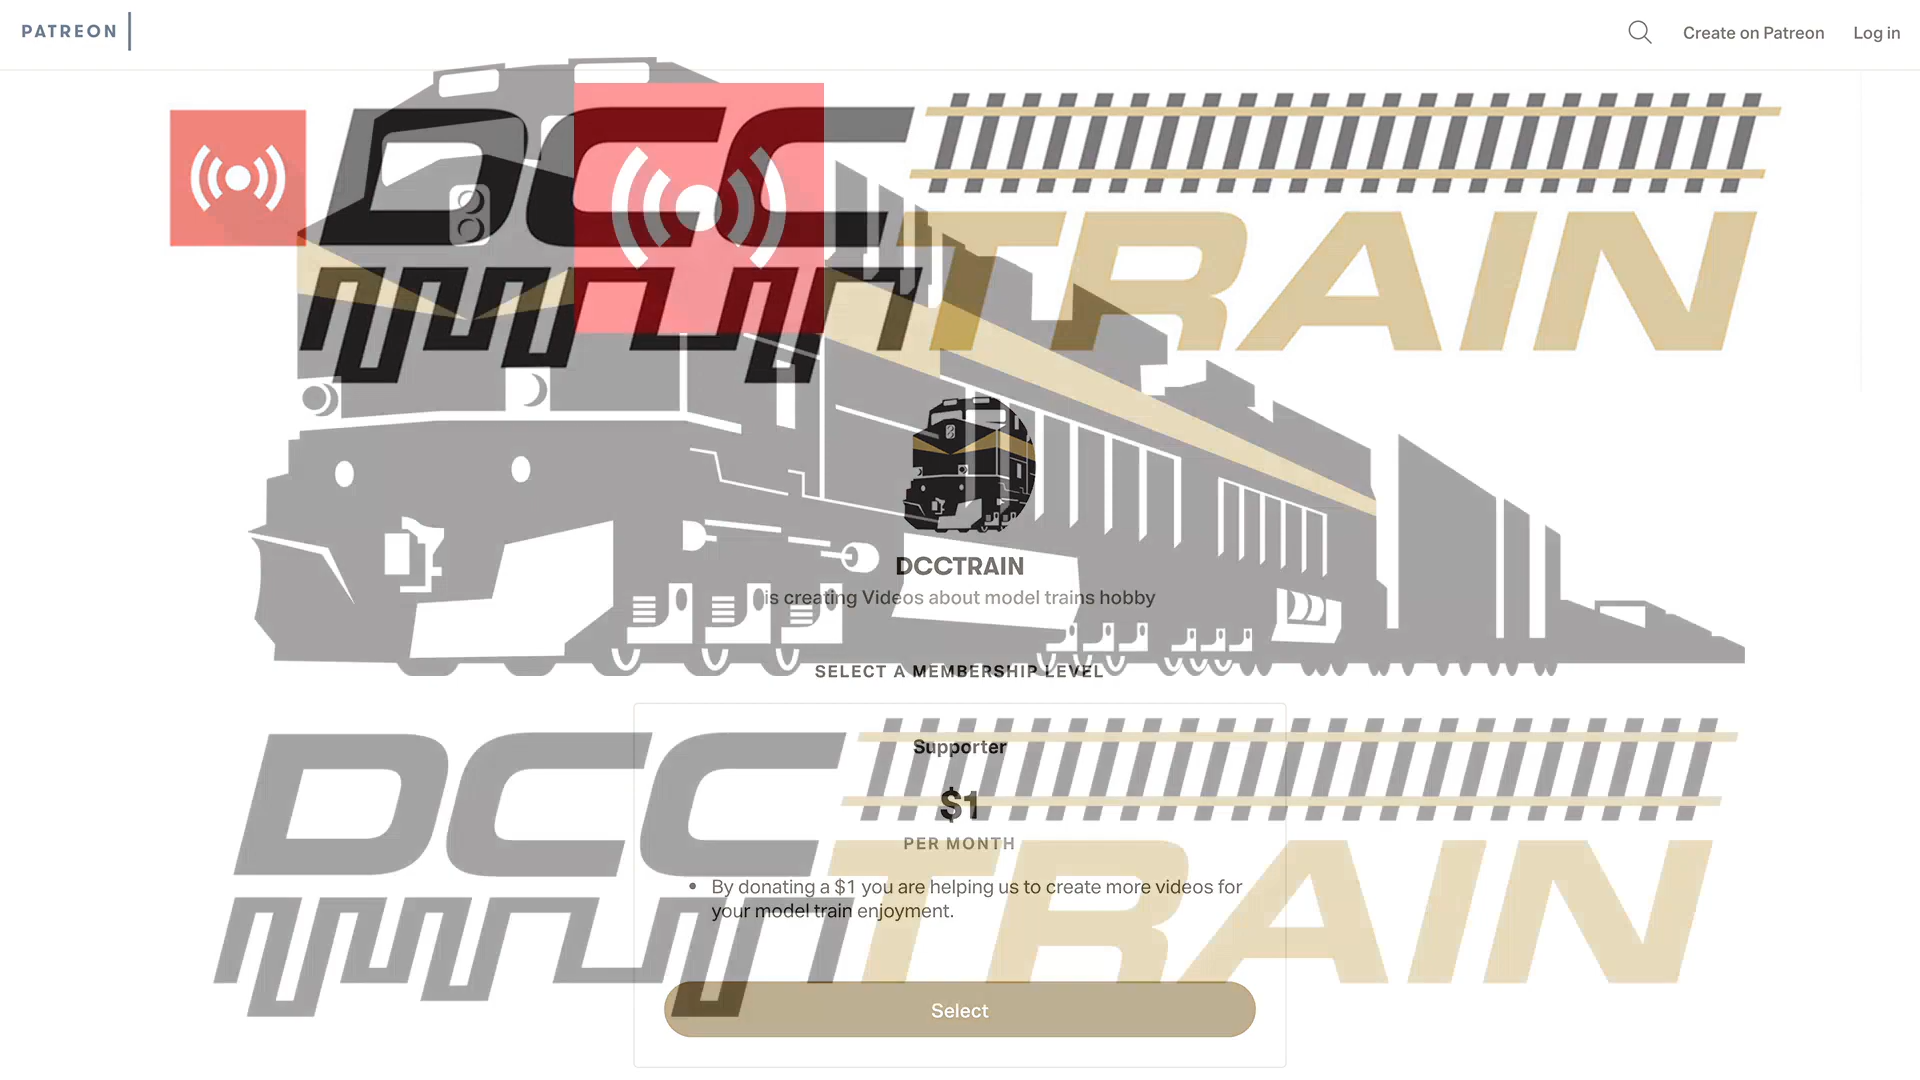 PATREON
Create on Patreon
Log in
DCC
TRAIN
DCCTRAIN
is creating Videos about model trains hobby
SELECT A MEMBERSHIP LEVEL
DCC
TRAIN
Supporter
$1
PER MONTH
• By donating a $1 you are helping us to create more videos for
your model train enjoyment.
Select